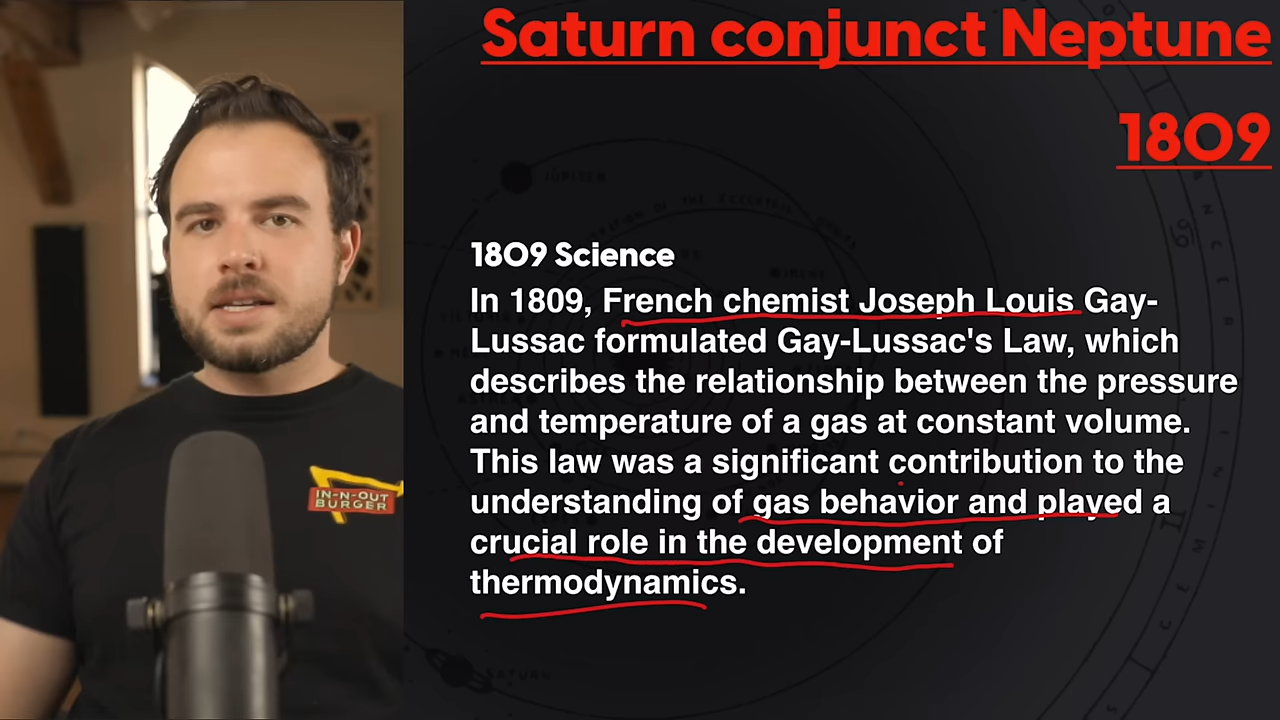 Saturn conjunct Neptune
1809
JUPITER
1809 Science
In 1809, French chemist Joseph Louis Gay-
Lussac formulated Gay-Lussac's Law, which
describes the relationship between the pressure
and temperature of a gas at constant volume.
This law was a significant contribution to the
understanding of gas behavior and played a
crucial role in the development of
thermodynamics.
SATURN
IN-N-OUT
BURGER